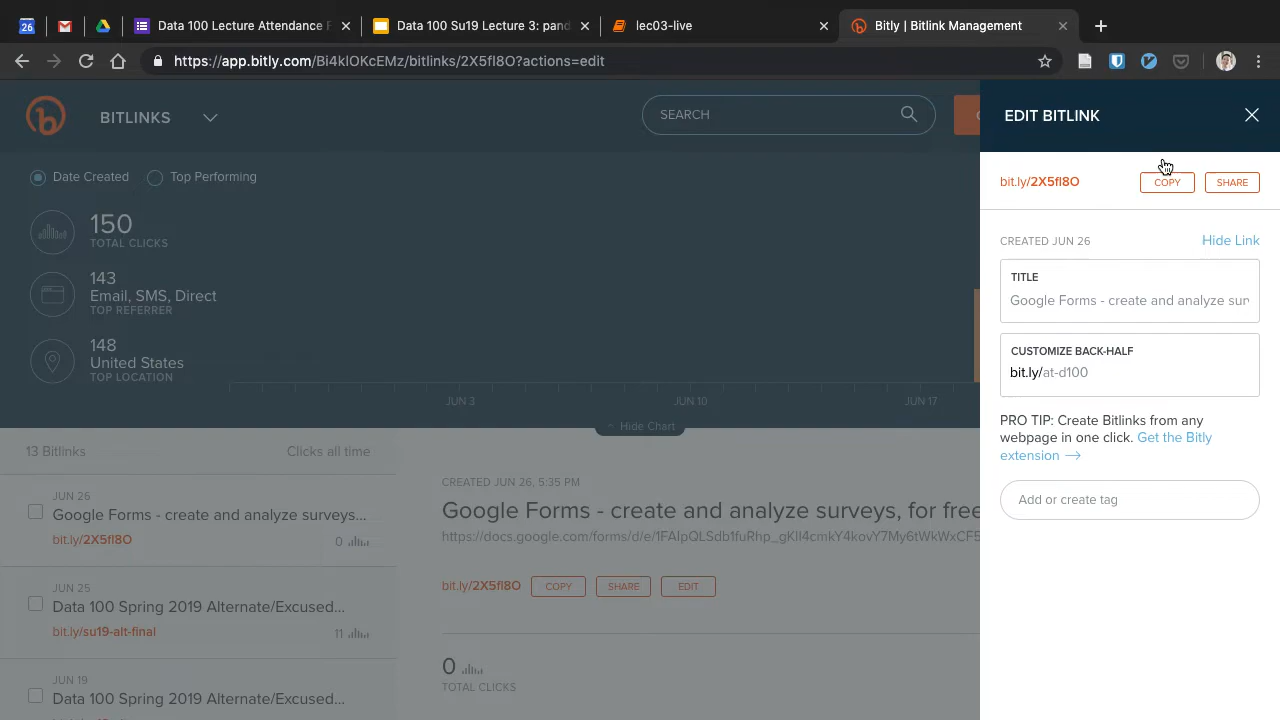 26
Data 100 Lecture Attendance F
Data 100 Su19 Lecture 3: pand
lec03-live
Bitly | Bitlink Management
https://app.bitly.com/Bi4klOKcEMz/bitlinks/2X5fI8O?actions=edit
b
BITLINKS
SEARCH
EDIT BITLINK
Date Created
Top Performing
bit.ly/2X5fI8O
COPY
SHARE
150
TOTAL CLICKS
CREATED JUN 26
Hide Link
143
Email, SMS, Direct
TOP REFERRER
TITLE
Google Forms - create and analyze sur
148
United States
TOP LOCATION
CUSTOMIZE BACK-HALF
bit.ly/at-d100
JUN 3
JUN 10
JUN 17
Hide Chart
PRO TIP: Create Bitlinks from any
webpage in one click. Get the Bitly
extension
Add or create tag
13 Bitlinks
Clicks all time
JUN 26
Google Forms - create and analyze surveys...
bit.ly/2X5fI8O
0
JUN 25
Data 100 Spring 2019 Alternate/Excused...
bit.ly/su19-alt-final
11
JUN 19
Data 100 Spring 2019 Alternate/Excused...
CREATED JUN 26, 5:35 PM
Google Forms - create and analyze surveys, for free
https://docs.google.com/forms/d/e/1FAIpQLSdb1fuRhp_gKII4cmkY4kovY7My6tWkWxCF5
bit.ly/2X5fI8O
COPY
SHARE
EDIT
0
TOTAL CLICKS